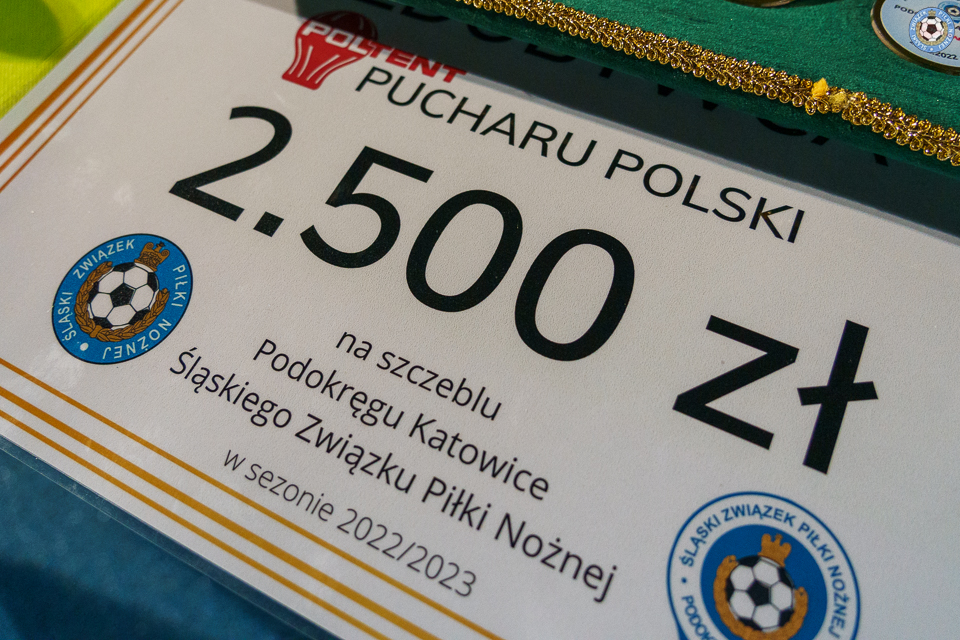 POLTENT
PUCHARU POLSKI
2.500 zł
na szczeblu
Podokręgu Katowice
Śląskiego Związku Piłki Nożnej
w sezonie 2022/2023
ŚLĄSKI ZWIĄZEK PIŁKI NOŻNEJ
ŚLĄSKI ZWIĄZEK PIŁKI NOŻNEJ